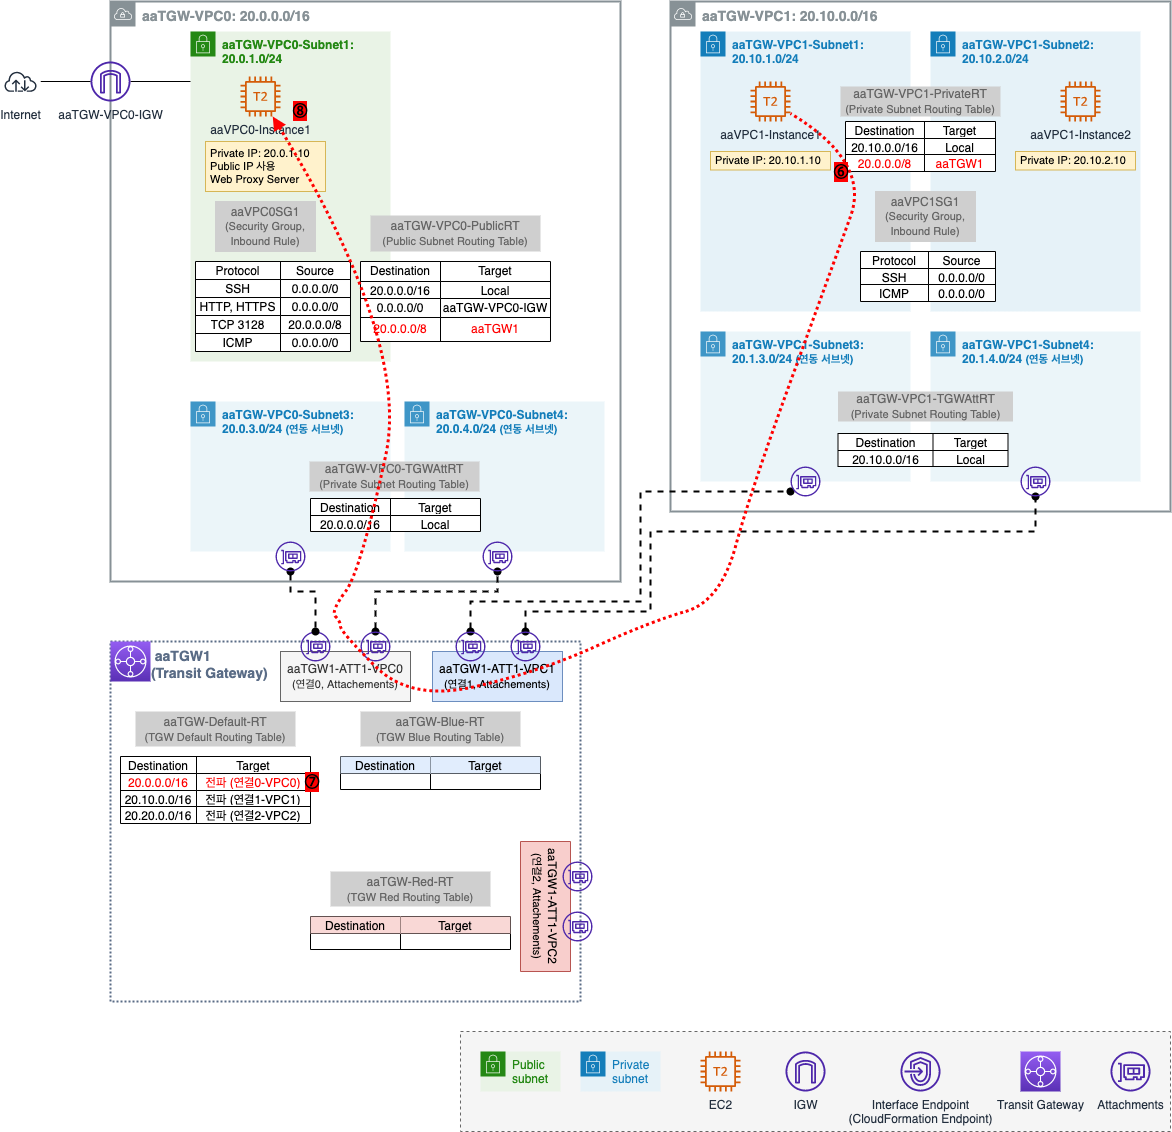 aaTGW-VPC0: 20.0.0.0/16
aaTGW-VPC0-Subnet1:
20.0.1.0/24
T2
⑧
Internet
aaTGW-VPC0-IGW
aaVPC0-Instance1
Private IP: 20.0.1.10
Public IP 사용
Web Proxy Server
aaVPC0SG1
(Security Group,
Inbound Rule)
Protocol Source
SSH 0.0.0.0/0
HTTP, HTTPS 0.0.0.0/0
TCP 3128 20.0.0.0/8
ICMP 0.0.0.0/0
aaTGW-VPC0-PublicRT
(Public Subnet Routing Table)
Destination Target
20.0.0.0/16 Local
0.0.0.0/0 aaTGW-VPC0-IGW
20.0.0.0/8 aaTGW1
aaTGW-VPC0-Subnet3:
20.0.3.0/24 (연동 서브넷)
aaTGW-VPC0-Subnet4:
20.0.4.0/24 (연동 서브넷)
aaTGW-VPC0-TGWAttRT
(Private Subnet Routing Table)
Destination Target
20.0.0.0/16 Local
aaTGW-VPC1: 20.10.0.0/16
aaTGW-VPC1-Subnet1:
20.10.1.0/24
aaTGW-VPC1-Subnet2:
20.10.2.0/24
T2
aaVPC1-Instance1
Private IP: 20.10.1.10
aaTGW-VPC1-PrivateRT
(Private Subnet Routing Table)
Destination Target
20.10.0.0/16 Local
20.0.0.0/8 aaTGW1
⑥
T2
aaVPC1-Instance2
Private IP: 20.10.2.10
aaVPC1SG1
(Security Group,
Inbound Rule)
Protocol Source
SSH 0.0.0.0/0
ICMP 0.0.0.0/0
aaTGW-VPC1-Subnet3:
20.1.3.0/24 (연동 서브넷)
aaTGW-VPC1-Subnet4:
20.1.4.0/24 (연동 서브넷)
aaTGW-VPC1-TGWAttRT
(Private Subnet Routing Table)
Destination Target
20.10.0.0/16 Local
aaTGW1
(Transit Gateway)
aaTGW1-ATT1-VPC0
(연결0, Attachements)
aaTGW1-ATT1-VPC1
(연결1, Attachements)
aaTGW-Default-RT
(TGW Default Routing Table)
Destination Target
20.0.0.0/16 전파 (연결0-VPC0)
⑦
20.10.0.0/16 전파 (연결1-VPC1)
20.20.0.0/16 전파 (연결2-VPC2)
aaTGW-Blue-RT
(TGW Blue Routing Table)
Destination Target
aaTGW-Red-RT
(TGW Red Routing Table)
Destination Target
aaTGW1-ATT1-VPC2
(연결2, Attachements)
Public
subnet
Private
subnet
T2
EC2
IGW
Interface Endpoint
(CloudFormation Endpoint)
Transit Gateway
Attachments